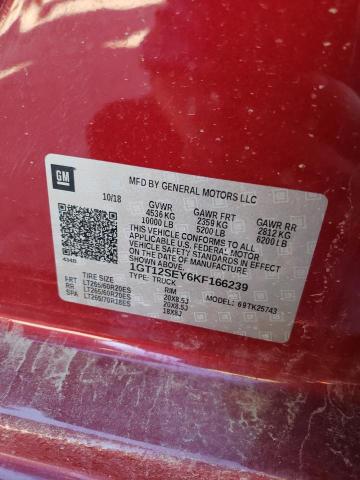 GM
MFD BY GENERAL MOTORS LLC
10/18
GVWR GAWR FRT GAWR RR
4536 KG 2359 KG 2812 KG
10000 LB 5200 LB 6200 LB
THIS VEHICLE CONFORMS TO ALL
APPLICABLE U.S. FEDERAL MOTOR
VEHICLE SAFETY STANDARDS IN
EFFECT ON THE DATE OF
MANUFACTURE SHOWN ABOVE.
1GT12SEY6KF166239
TYPE: TRUCK MODEL: 69TK25743
TIRE SIZE RIM
FRT LT265/60R20ES 20X8.5J
RR LT265/60R20ES 20X8.5J
SPA LT265/70R18ES 18X8J